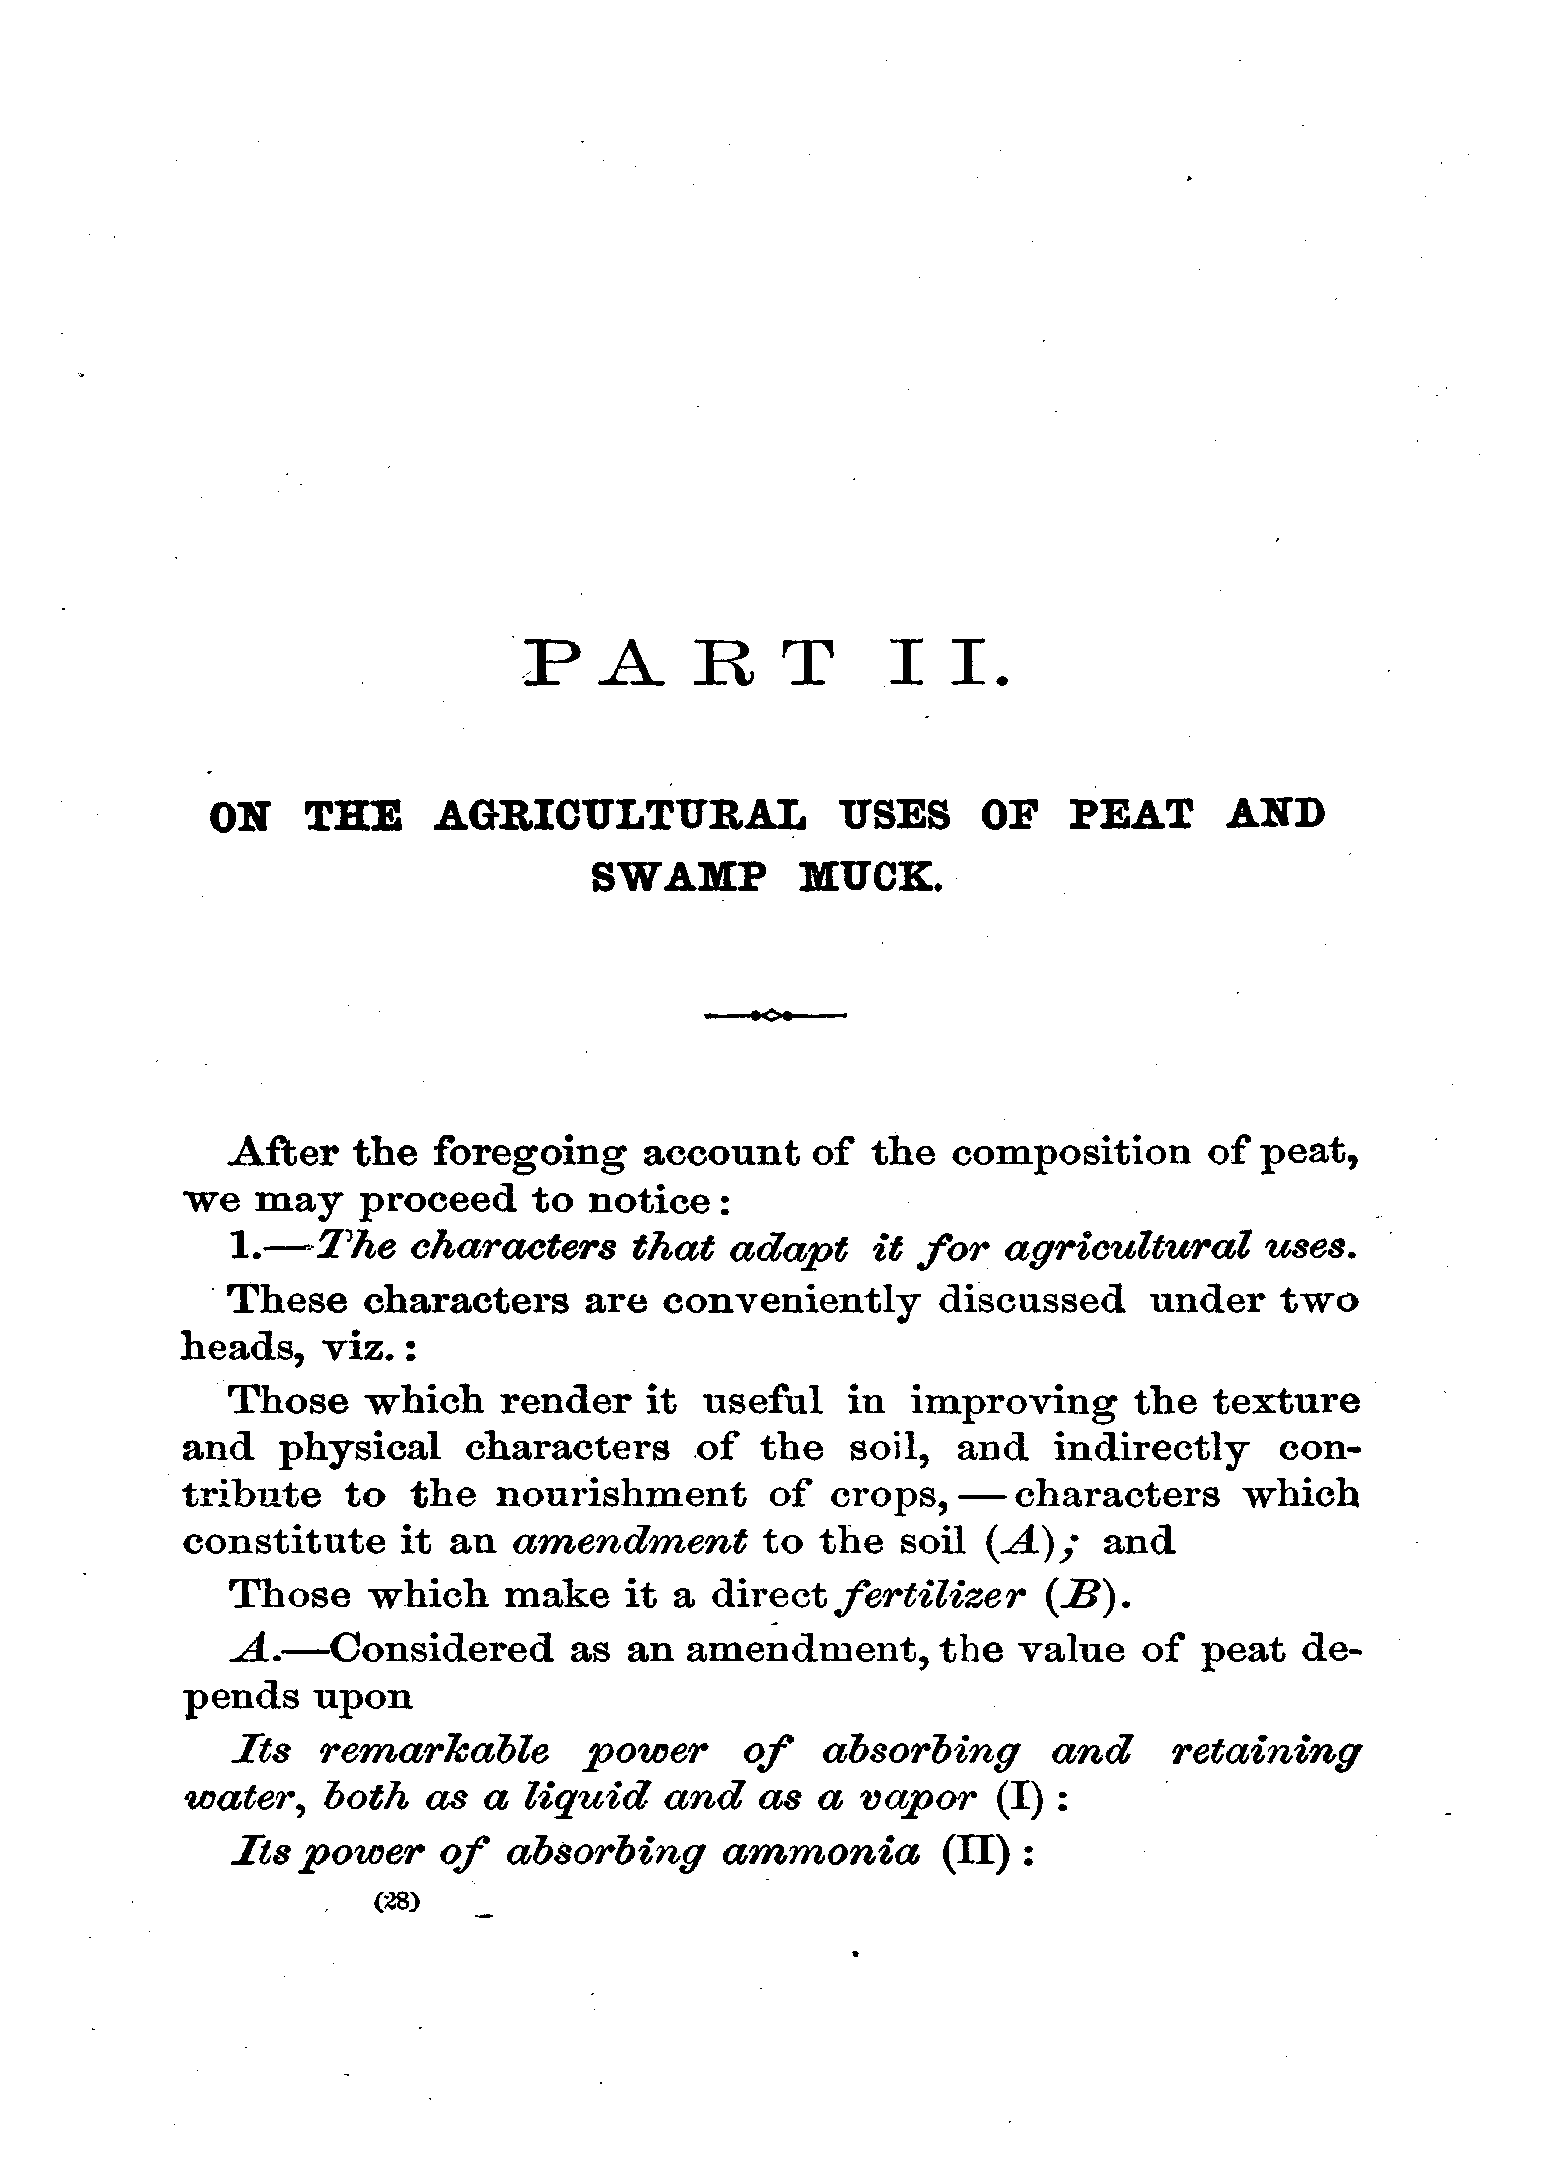 PART II.
ON THE AGRICULTURAL USES OF PEAT AND
SWAMP MUCK.
After the foregoing account of the composition of peat,
we may proceed to notice:
1.—The characters that adapt it for agricultural uses.
These characters are conveniently discussed under two
heads, viz.:
Those which render it useful in improving the texture
and physical characters of the soil, and indirectly con-
tribute to the nourishment of crops,—characters which
constitute it an amendment to the soil (A); and
Those which make it a direct fertilizer (B).
A.—Considered as an amendment, the value of peat de-
pends upon
Its remarkable power of absorbing and retaining
water, both as a liquid and as a vapor (I):
Its power of absorbing ammonia (II):
(28)